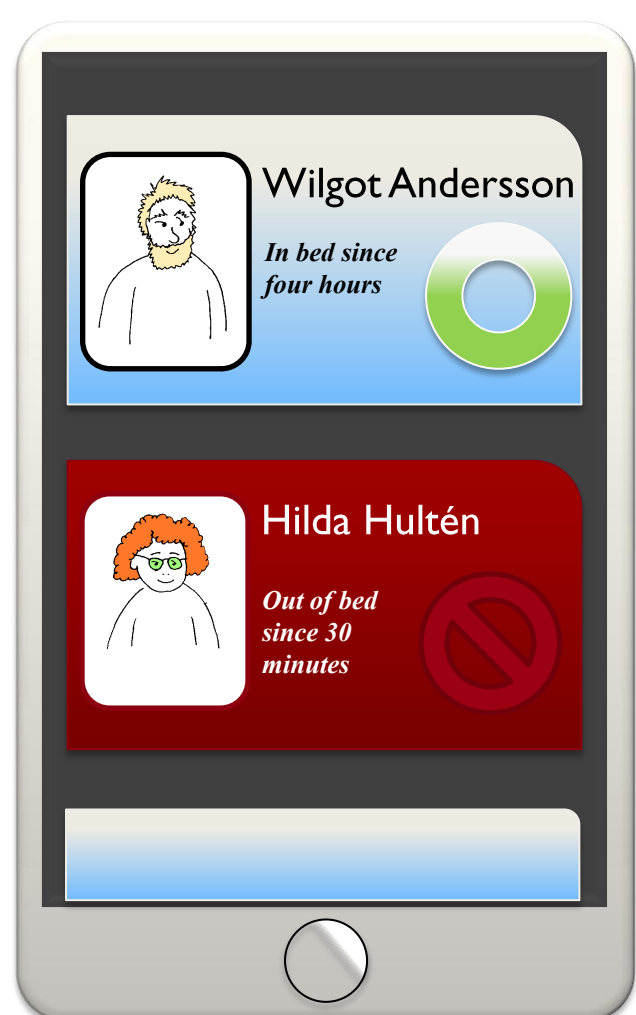 Wilgot Andersson
In bed since
four hours
Hilda Hultén
Out of bed
since 30
minutes